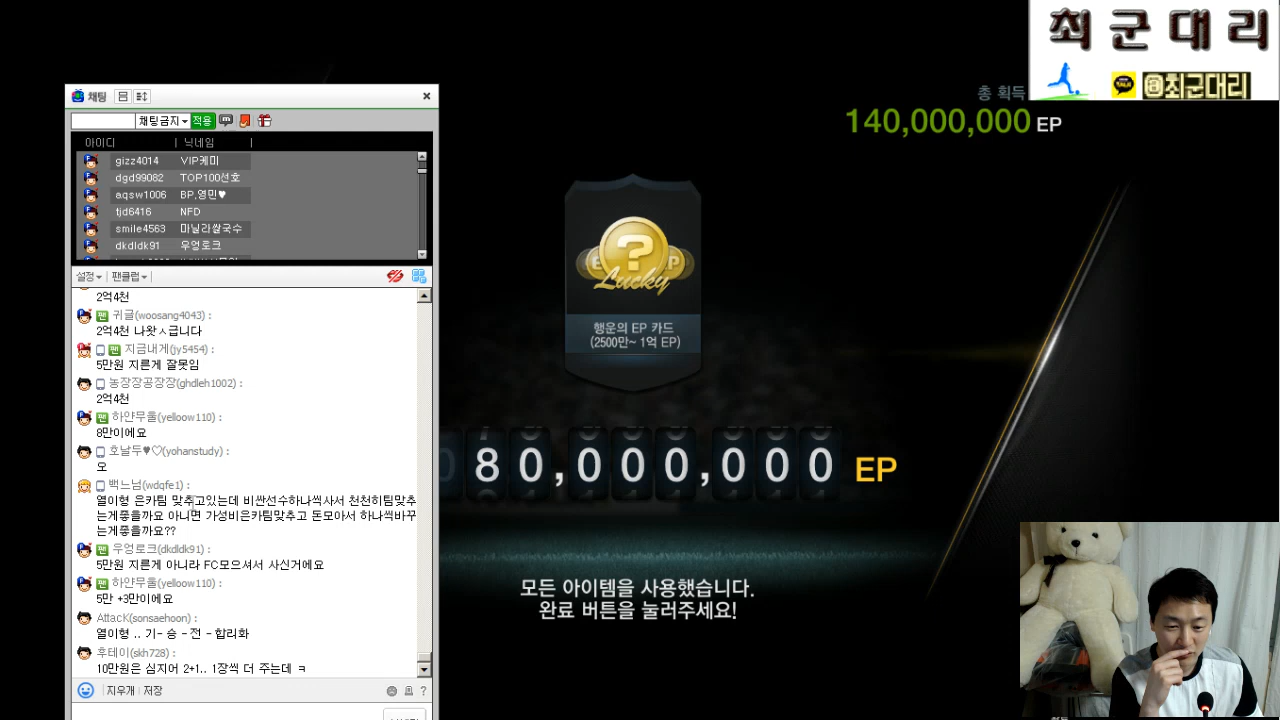 최군대리
@최군대리
총 획득
140,000,000 EP
채팅
채팅금지 적용
아이디 닉네임
gizz4014 VIP케미
dgd99082 TOP100선호
aqsw1006 BP.영민♥
tjd6416 NFD
smile4563 마닐라쌀국수
dkdldk91 우엉로크
설정 팬클럽
2억4천
팬 귀글(woosang4043) :
2억4천 나왓ㅅ급니다
팬 지금내게(jy5454) :
5만원 지른게 잘못임
농장장공장장(ghdleh1002) :
2억4천
팬 하얀무울(yelloow110) :
8만이에요
호날두♥♡(yohanstudy) :
오
백느님(wdqfe1) :
열이형 은카팀 맞추고있는데 비싼선수하나씩사서 천천히팀맞추
는게좋을까요 아니면 가성비은카팀맞추고 돈모아서 하나씩바꾸
는게좋을까요??
팬 우엉로크(dkdldk91) :
5만원 지른게 아니라 FC모으셔서 사신거에요
팬 하얀무울(yelloow110) :
5만 +3만이에요
AttacK(sonsaehoon) :
열이형 .. 기- 승 - 전 - 합리화
후테이(skh728) :
10만원은 심지어 2+1.. 1장씩 더 주는데 ㅋ
지우개 저장
?
Lucky
행운의 EP 카드
(2500만~ 1억 EP)
80,000,000 EP
모든 아이템을 사용했습니다.
완료 버튼을 눌러주세요!